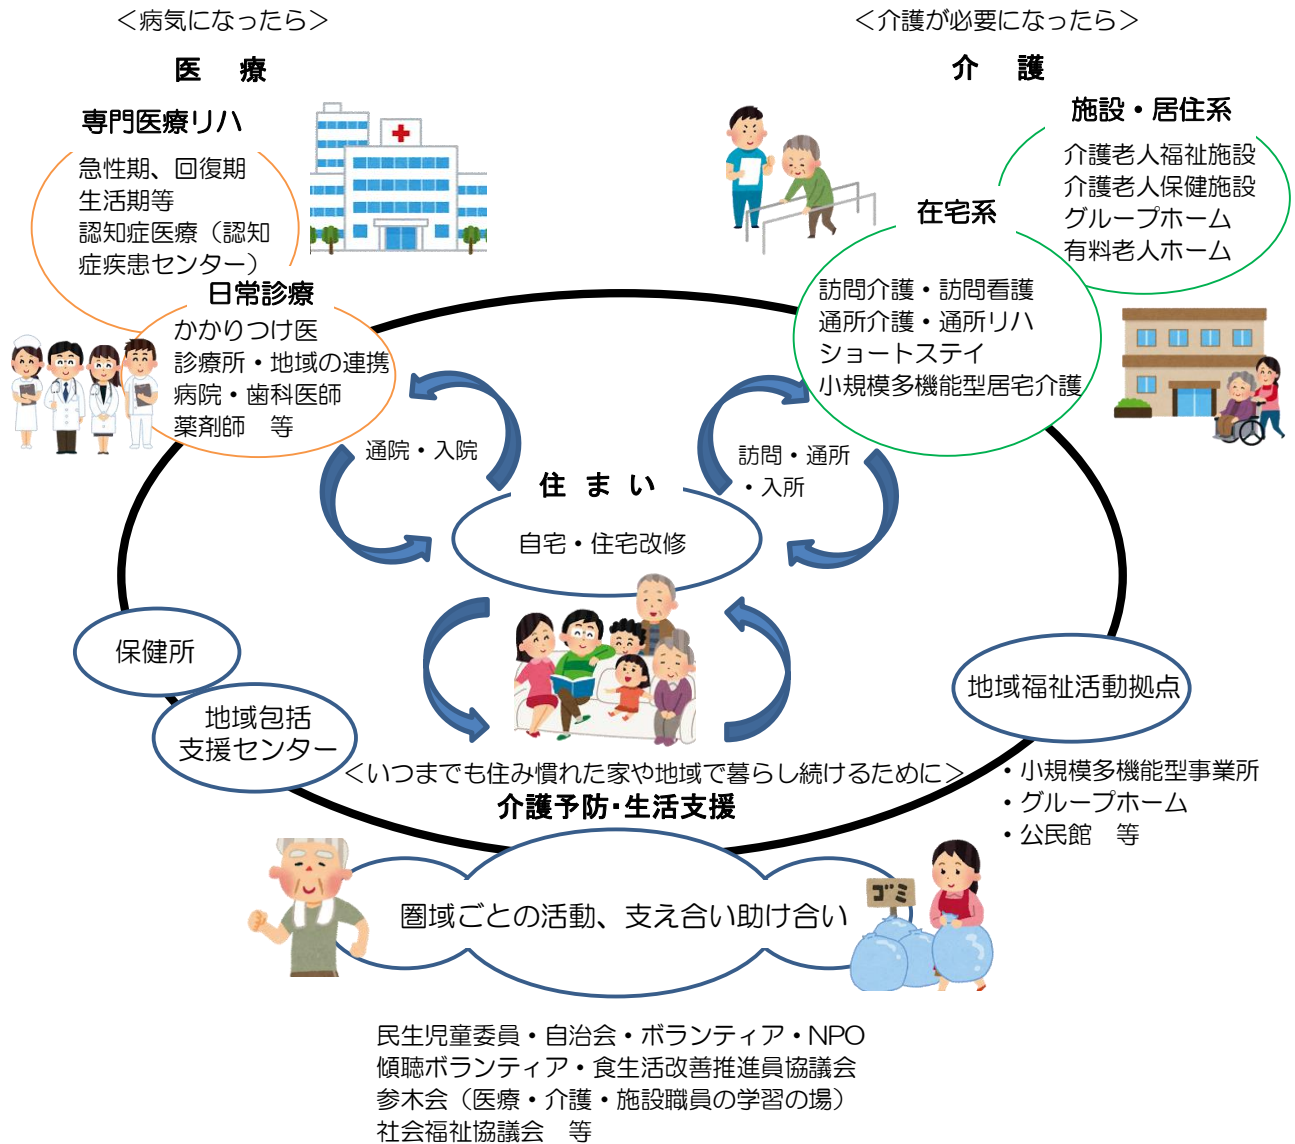 ＜病気になったら＞
医　療
専門医療リハ
急性期、回復期
生活期等
認知症医療（認知
症疾患センター）
日常診療
かかりつけ医
診療所・地域の連携
病院・歯科医師
薬剤師　等
＜介護が必要になったら＞
介　護
施設・居住系
介護老人福祉施設
介護老人保健施設
グループホーム
有料老人ホーム
在宅系
訪問介護・訪問看護
通所介護・通所リハ
ショートステイ
小規模多機能型居宅介護
通院・入院
訪問・通所
・入所
住 ま い
自宅・住宅改修
保健所
地域包括
支援センター
地域福祉活動拠点
・小規模多機能型事業所
・グループホーム
・公民館　等
＜いつまでも住み慣れた家や地域で暮らし続けるために＞
介護予防・生活支援
圏域ごとの活動、支え合い助け合い
ゴミ
民生児童委員・自治会・ボランティア・NPO
傾聴ボランティア・食生活改善推進員協議会
参木会（医療・介護・施設職員の学習の場）
社会福祉協議会　等